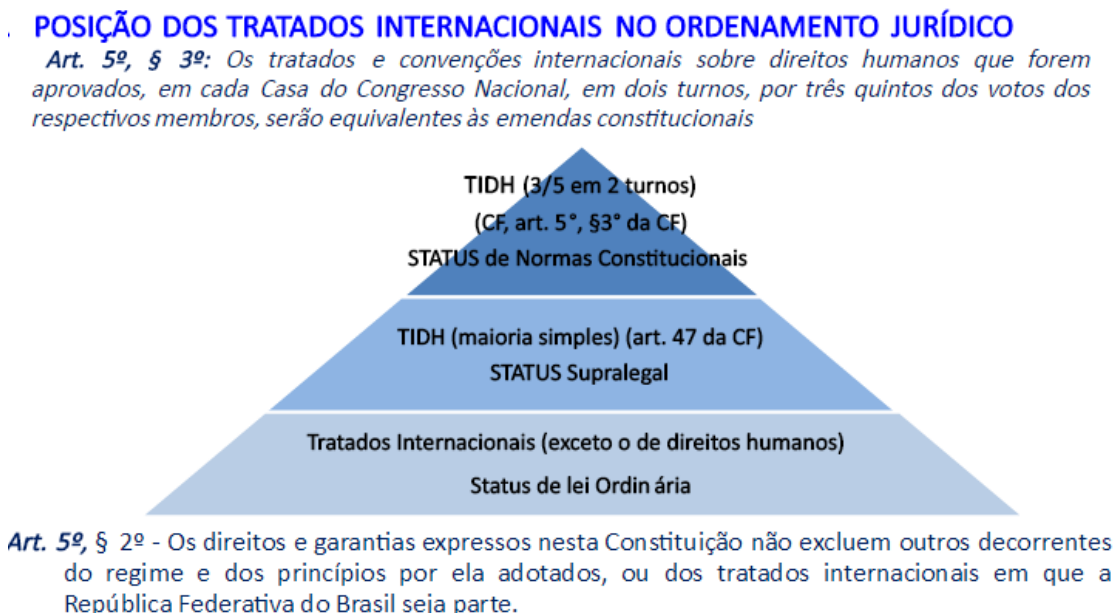 . POSIÇÃO DOS TRATADOS INTERNACIONAIS NO ORDENAMENTO JURÍDICO
Art. 5º, § 3º: Os tratados e convenções internacionais sobre direitos humanos que forem
aprovados, em cada Casa do Congresso Nacional, em dois turnos, por três quintos dos votos dos
respectivos membros, serão equivalentes às emendas constitucionais
TIDH (3/5 em 2 turnos)
(CF, art. 5°, §3° da CF)
STATUS de Normas Constitucionais
TIDH (maioria simples) (art. 47 da CF)
STATUS Supralegal
Tratados Internacionais (exceto o de direitos humanos)
Status de lei Ordin ária
Art. 5º, § 2º - Os direitos e garantias expressos nesta Constituição não excluem outros decorrentes
do regime e dos princípios por ela adotados, ou dos tratados internacionais em que a
República Federativa do Brasil seja parte.